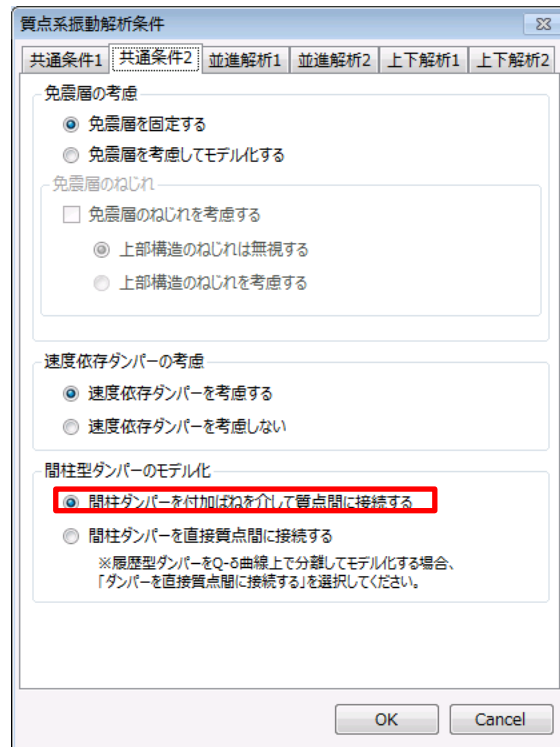 質点系振動解析条件
共通条件1 共通条件2 並進解析1 並進解析2 上下解析1 上下解析2
免震層の考慮
免震層を固定する
免震層を考慮してモデル化する
免震層のねじれ
免震層のねじれを考慮する
上部構造のねじれは無視する
上部構造のねじれを考慮する
速度依存ダンパーの考慮
速度依存ダンパーを考慮する
速度依存ダンパーを考慮しない
間柱型ダンパーのモデル化
間柱ダンパーを付加ばねを介して質点間に接続する
間柱ダンパーを直接質点間に接続する
※履歴型ダンパーをQ-δ曲線上で分離してモデル化する場合、
「ダンパーを直接質点間に接続する」を選択してください。
OK Cancel